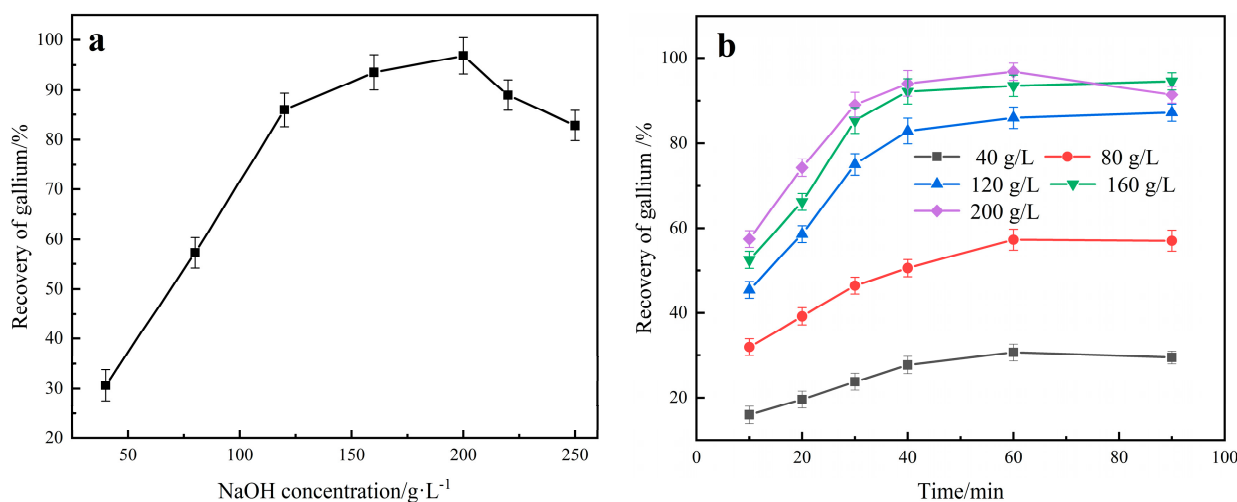 a
Recovery of gallium/%
100
90
80
70
60
50
40
30
20
50
100
150
200
250
NaOH concentration/g·L⁻¹
b
Recovery of gallium /%
100
80
60
40
20
40 g/L 80 g/L
120 g/L 160 g/L
200 g/L
0
20
40
60
80
100
Time/min